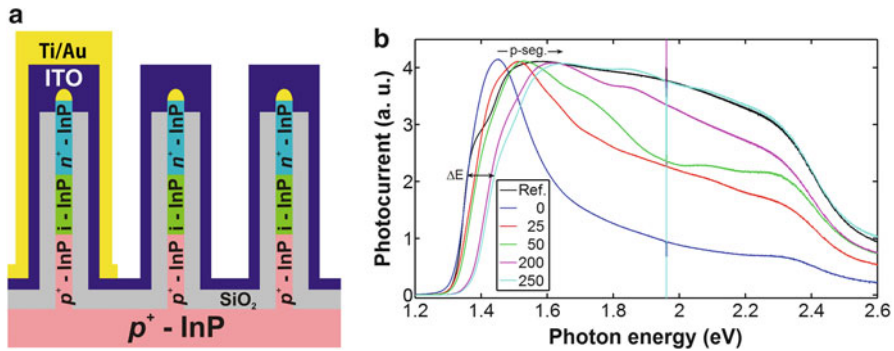 a
Ti/Au
ITO
n⁺ - InP
i - InP
p⁺ - InP
n⁺ - InP
i - InP
p⁺ - InP
n⁺ - InP
i - InP
p⁺ - InP
SiO₂
p⁺ - InP
b
p-seg.
ΔE
Ref.
0
25
50
200
250
Photocurrent (a. u.)
4
3
2
1
0
1.2 1.4 1.6 1.8 2 2.2 2.4 2.6
Photon energy (eV)